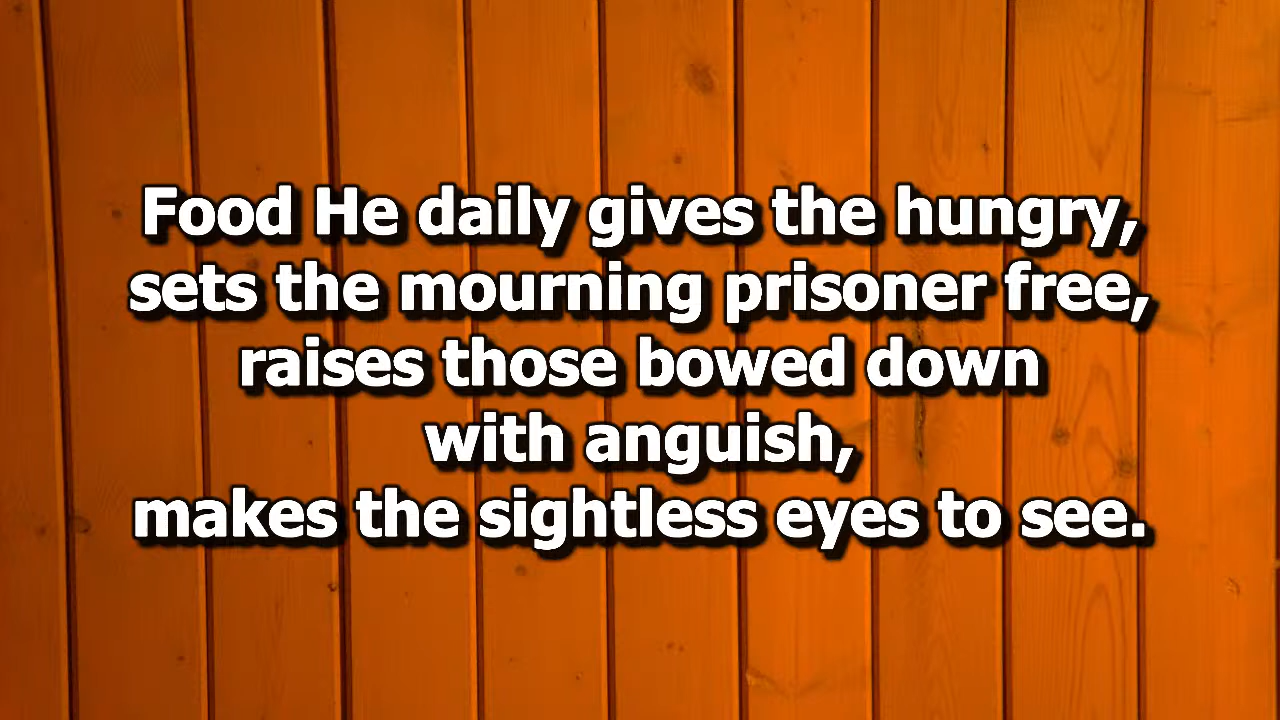 Food He daily gives the hungry,
sets the mourning prisoner free,
raises those bowed down
with anguish,
makes the sightless eyes to see.